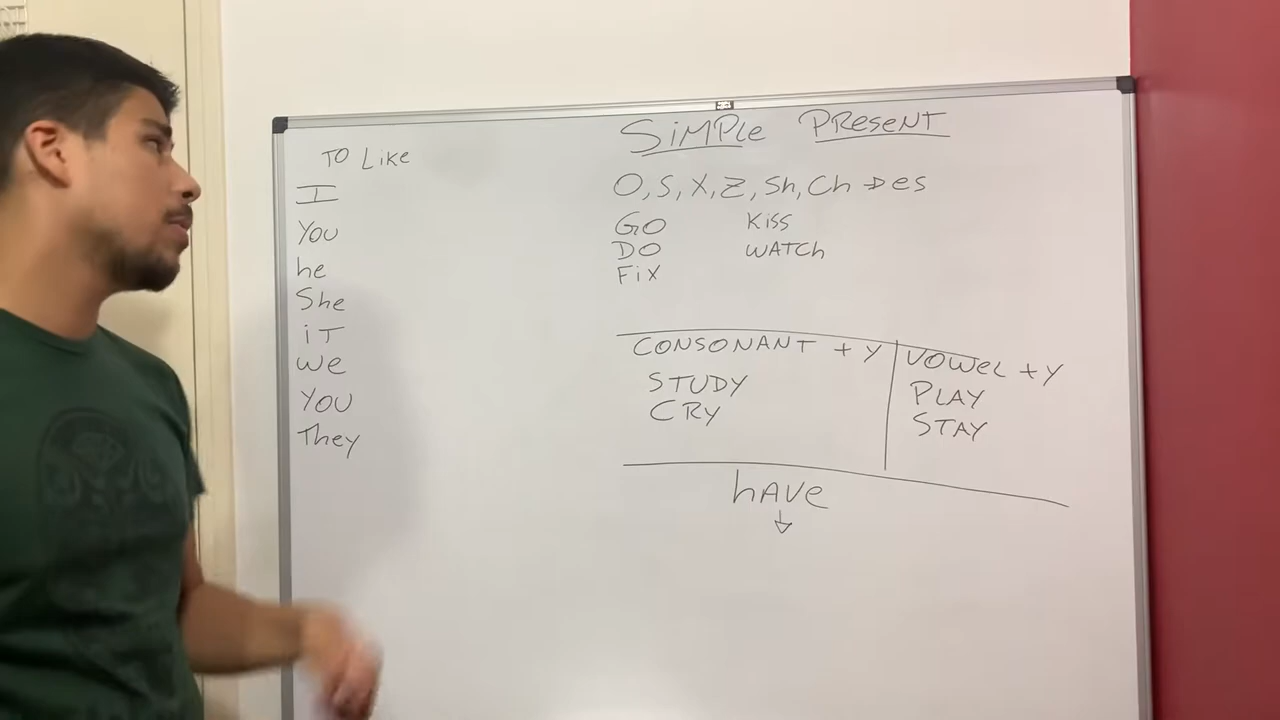 TO Like
I
You
he
She
iT
we
YOU
They
SiMPLe PReseNT
O, S, X, Z, Sh, Ch → es
GO KiSS
DO WATCh
FiX
CONSONANT + Y VOWeL + Y
STUDY PLAY
CRY STAY
hAVe
↓